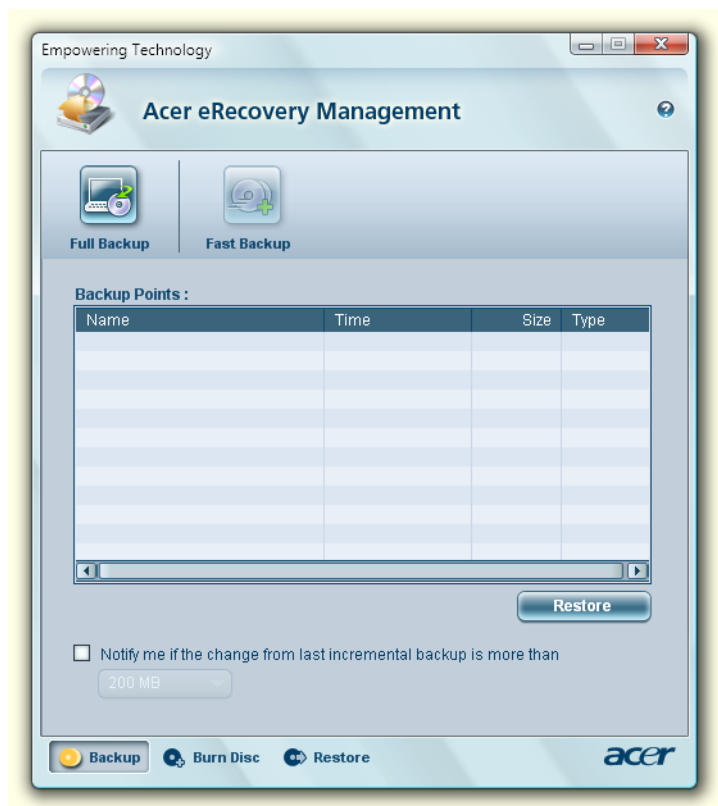 Empowering Technology
Acer eRecovery Management
Full Backup
Fast Backup
Backup Points :
Name Time Size Type
Restore
Notify me if the change from last incremental backup is more than
200 MB
Backup Burn Disc Restore acer